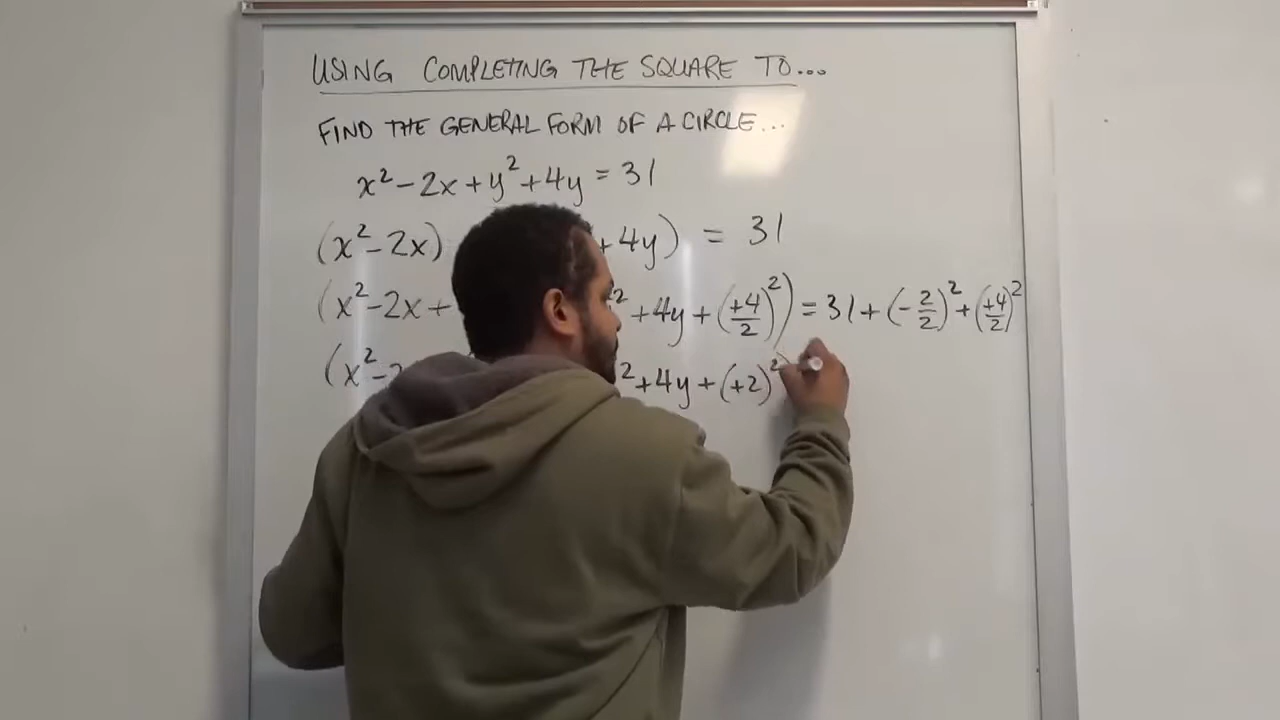 USING COMPLETING THE SQUARE TO...
FIND THE GENERAL FORM OF A CIRCLE...
x² - 2x + y² + 4y = 31
(x² - 2x) + 4y) = 31
(x² - 2x + ² + 4y + (+4/2)²) = 31 + (-2/2)² + (+4/2)²
(x² - 2 ² + 4y + (+2)²)